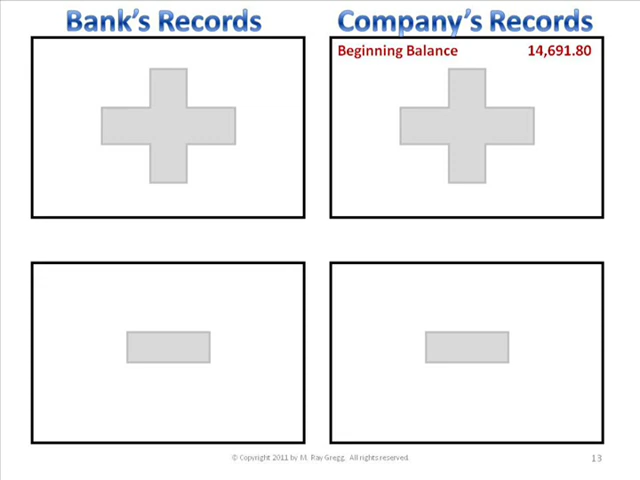 Bank's Records
Company's Records
Beginning Balance 14,691.80
© Copyright 2011 by M. Ray Gregg. All rights reserved.
13